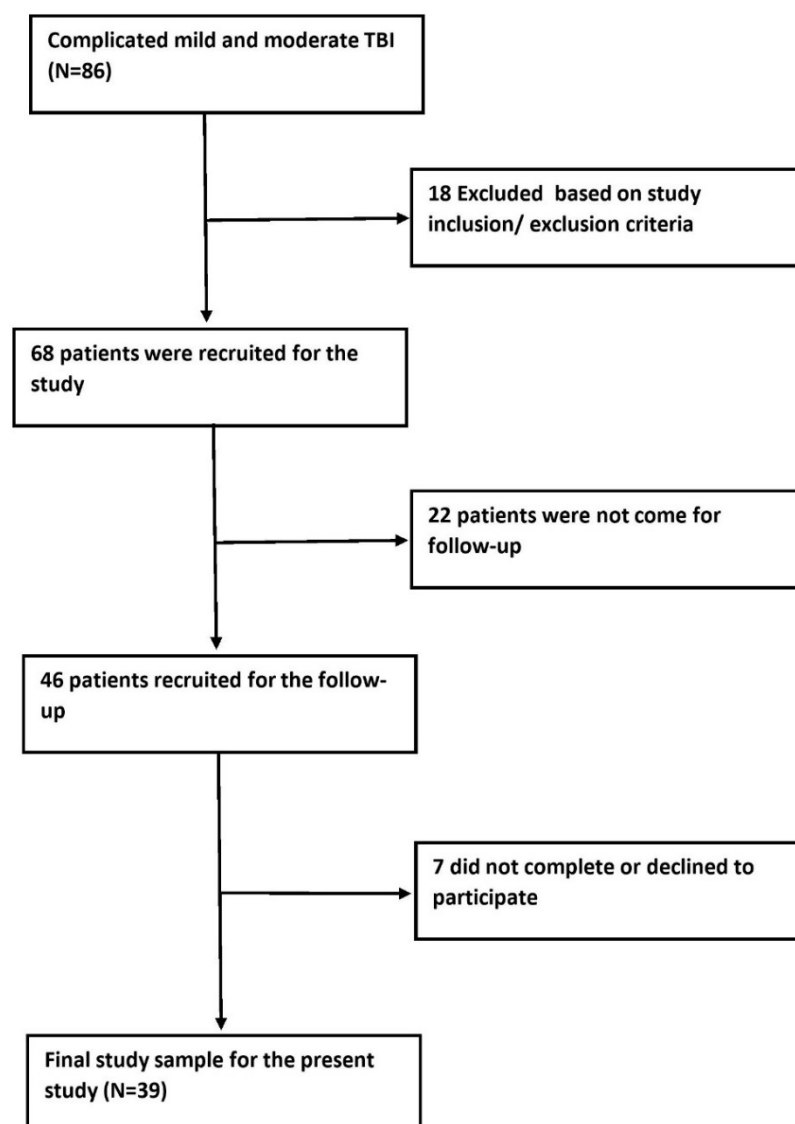 Complicated mild and moderate TBI
(N=86)
18 Excluded based on study
inclusion/ exclusion criteria
68 patients were recruited for the
study
22 patients were not come for
follow-up
46 patients recruited for the follow-
up
7 did not complete or declined to
participate
Final study sample for the present
study (N=39)